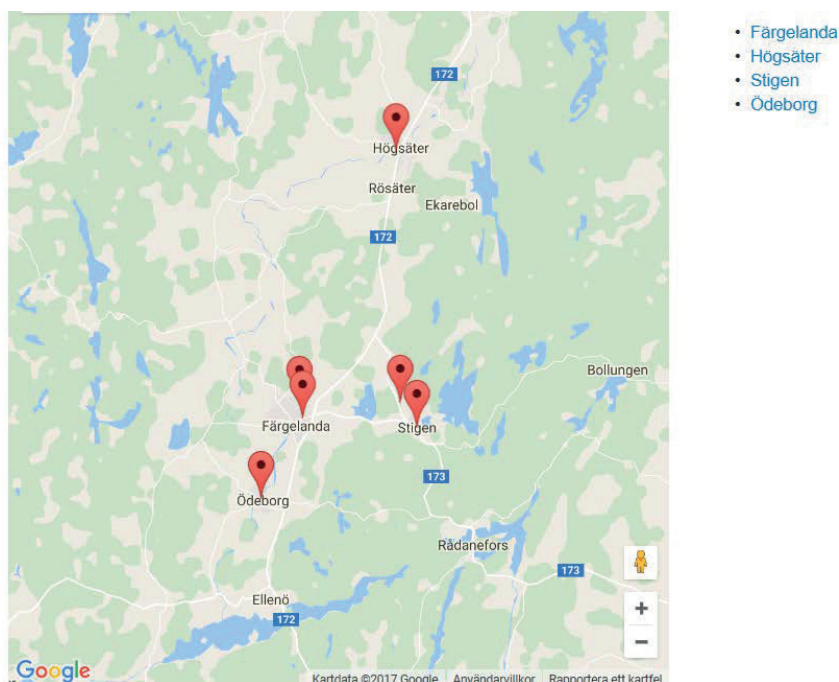 172
Högsäter
Rösäter
Ekarebol
172
Bollungen
Färgelanda
Stigen
173
Ödeborg
Rådanefors
173
Ellenö
172
+
−
Google
Kartdata ©2017 Google Användarvillkor Rapportera ett kartfel
• Färgelanda
• Högsäter
• Stigen
• Ödeborg